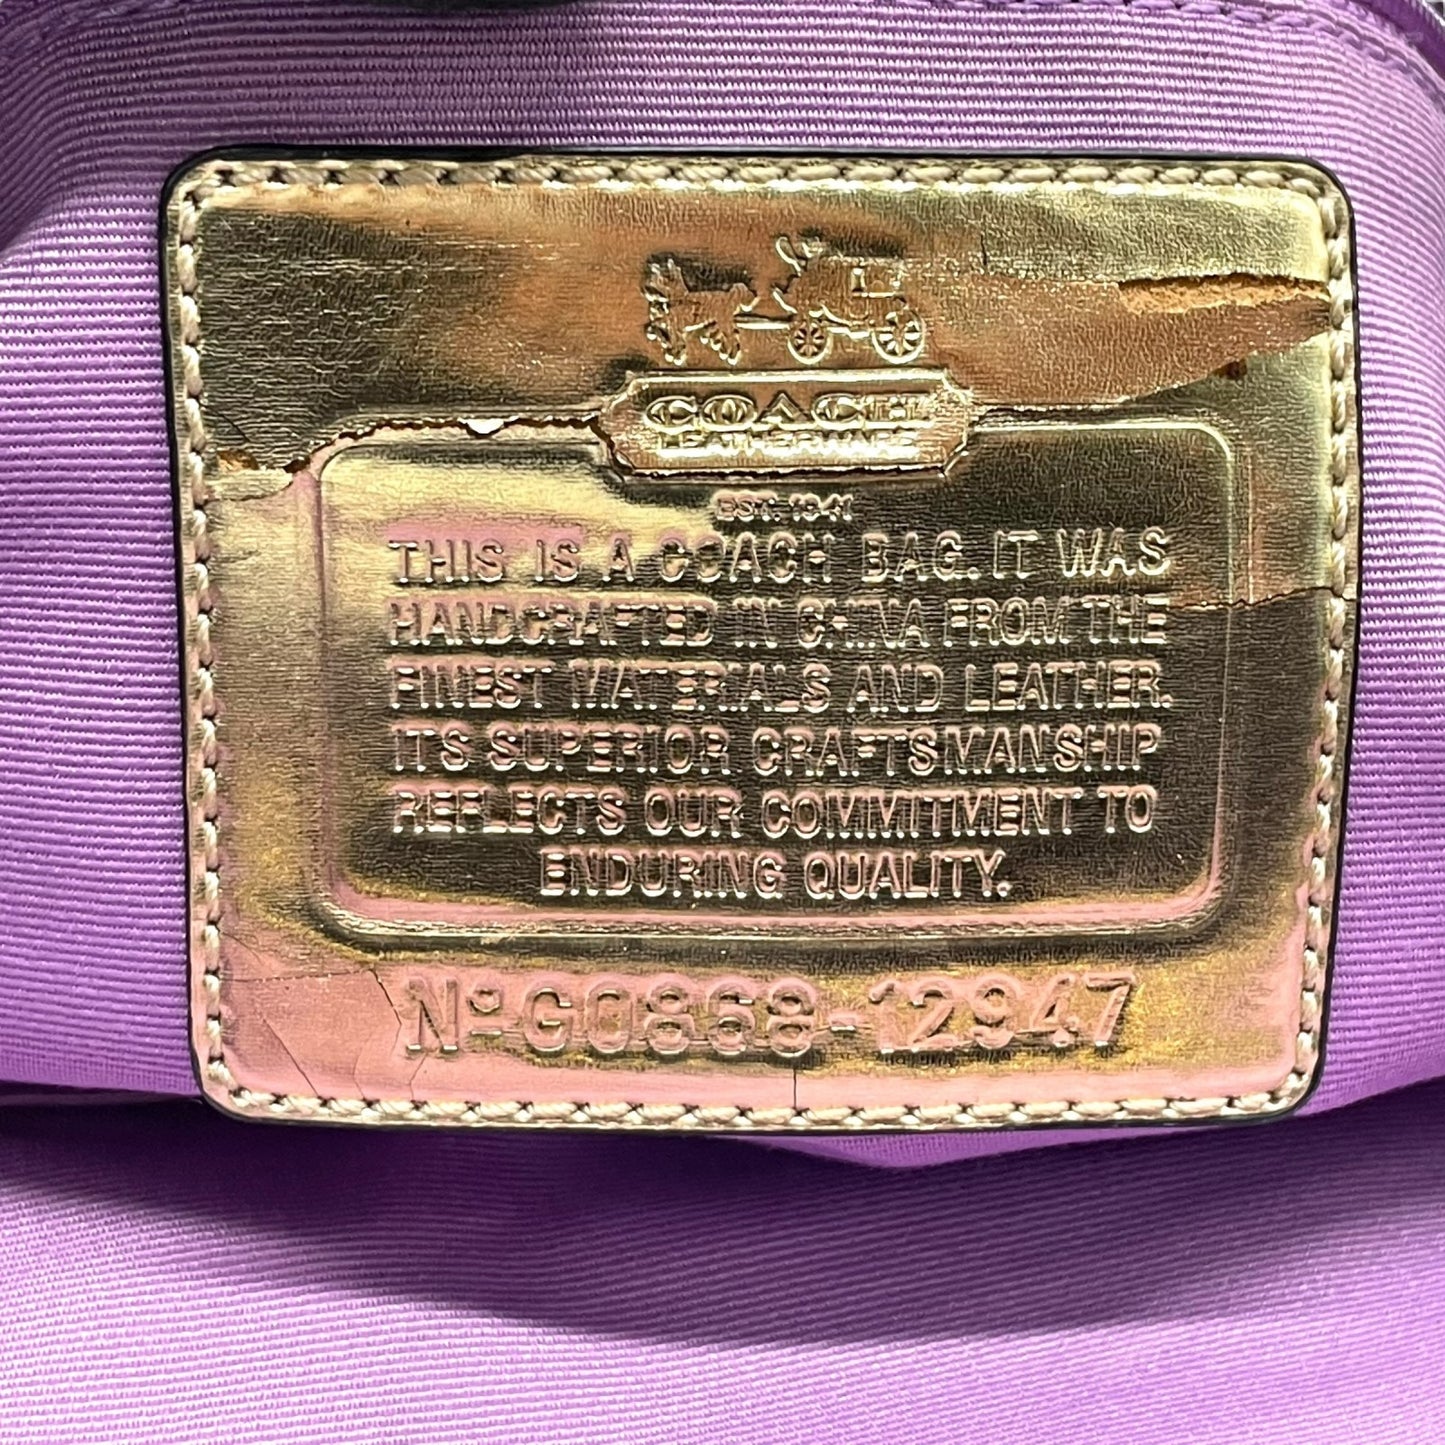 COACH
LEATHERWARE
EST. 1941
THIS IS A COACH BAG. IT WAS
HANDCRAFTED IN CHINA FROM THE
FINEST MATERIALS AND LEATHER.
ITS SUPERIOR CRAFTSMANSHIP
REFLECTS OUR COMMITMENT TO
ENDURING QUALITY.
Nº G0868-12947